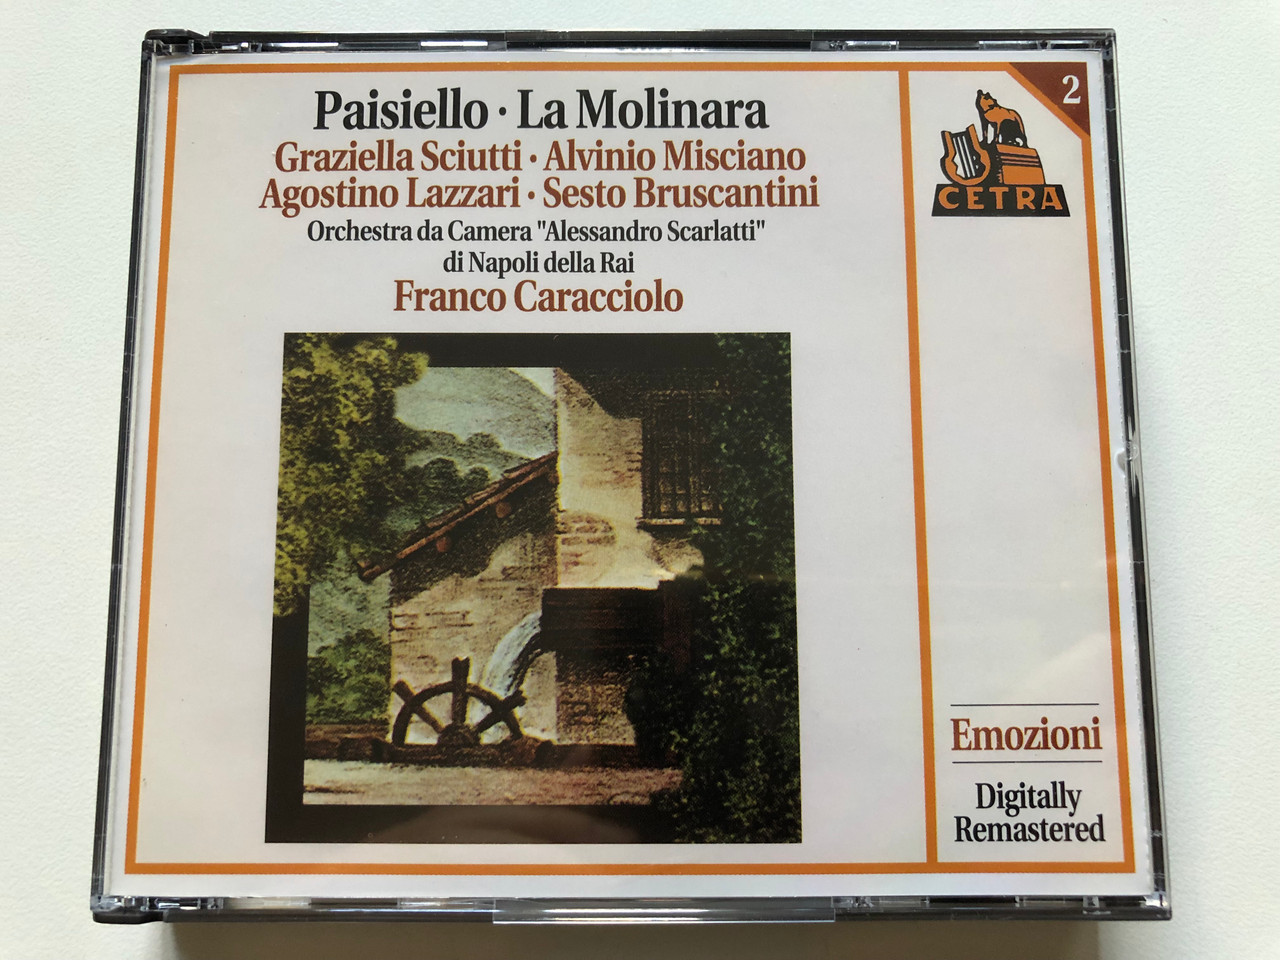 Paisiello · La Molinara
Graziella Sciutti · Alvinio Misciano
Agostino Lazzari · Sesto Bruscantini
Orchestra da Camera "Alessandro Scarlatti"
di Napoli della Rai
Franco Caracciolo
2
CETRA
Emozioni
Digitally
Remastered